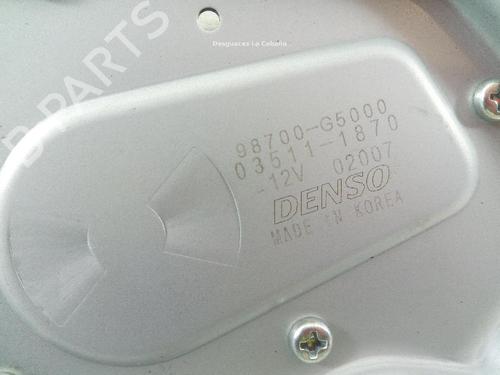 Desguaces La Cabaña
B PARTS
98700-G5000
03511-1870
-12V 02007
DENSO
MADE IN KOREA